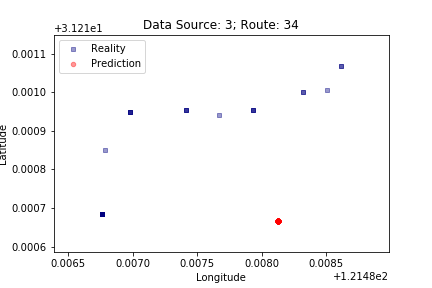 Data Source: 3; Route: 34
+3.121e1
Reality
Prediction
0.0011
0.0010
0.0009
0.0008
0.0007
0.0006
Latitude
0.0065 0.0070 0.0075 0.0080 0.0085
Longitude
+1.2148e2